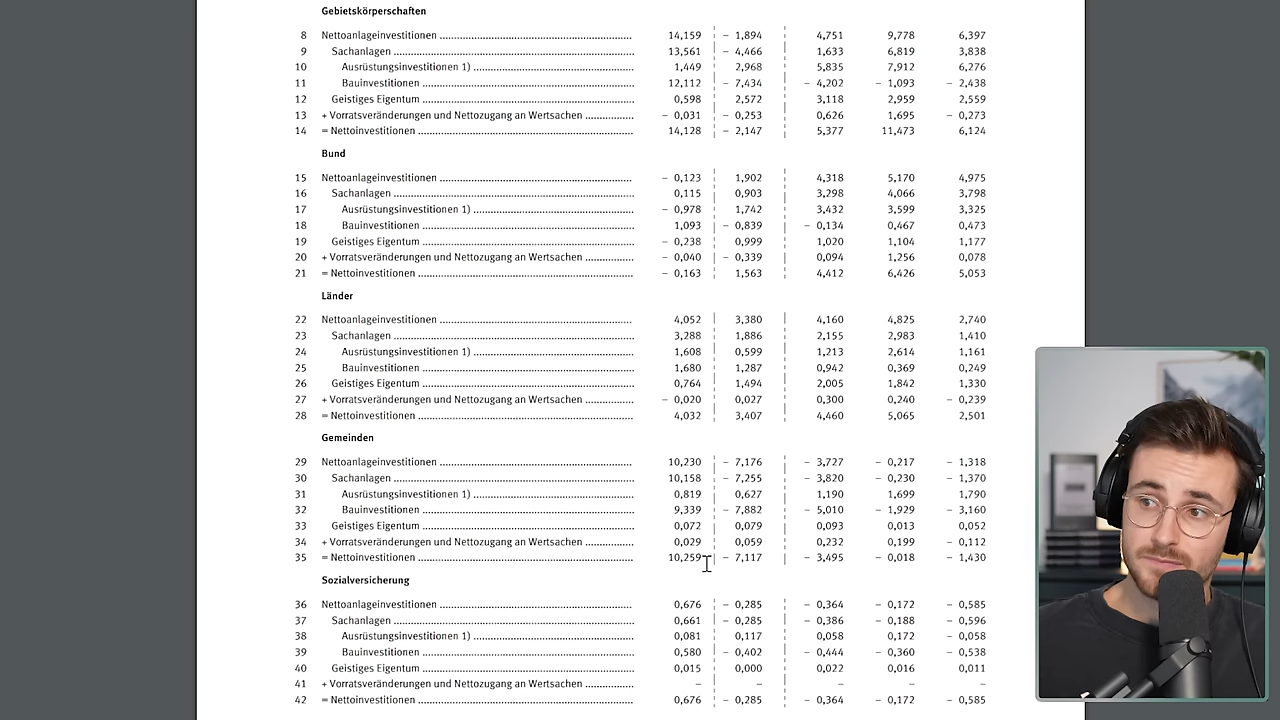 Gebietskörperschaften
8 Nettoanlageinvestitionen 14,159 – 1,894 4,751 9,778 6,397
9 Sachanlagen 13,561 – 4,466 1,633 6,819 3,838
10 Ausrüstungsinvestitionen 1) 1,449 2,968 5,835 7,912 6,276
11 Bauinvestitionen 12,112 – 7,434 – 4,202 – 1,093 – 2,438
12 Geistiges Eigentum 0,598 2,572 3,118 2,959 2,559
13 + Vorratsveränderungen und Nettozugang an Wertsachen – 0,031 – 0,253 0,626 1,695 – 0,273
14 = Nettoinvestitionen 14,128 – 2,147 5,377 11,473 6,124
Bund
15 Nettoanlageinvestitionen – 0,123 1,902 4,318 5,170 4,975
16 Sachanlagen 0,115 0,903 3,298 4,066 3,798
17 Ausrüstungsinvestitionen 1) – 0,978 1,742 3,432 3,599 3,325
18 Bauinvestitionen 1,093 – 0,839 – 0,134 0,467 0,473
19 Geistiges Eigentum – 0,238 0,999 1,020 1,104 1,177
20 + Vorratsveränderungen und Nettozugang an Wertsachen – 0,040 – 0,339 0,094 1,256 0,078
21 = Nettoinvestitionen – 0,163 1,563 4,412 6,426 5,053
Länder
22 Nettoanlageinvestitionen 4,052 3,380 4,160 4,825 2,740
23 Sachanlagen 3,288 1,886 2,155 2,983 1,410
24 Ausrüstungsinvestitionen 1) 1,608 0,599 1,213 2,614 1,161
25 Bauinvestitionen 1,680 1,287 0,942 0,369 0,249
26 Geistiges Eigentum 0,764 1,494 2,005 1,842 1,330
27 + Vorratsveränderungen und Nettozugang an Wertsachen – 0,020 0,027 0,300 0,240 – 0,239
28 = Nettoinvestitionen 4,032 3,407 4,460 5,065 2,501
Gemeinden
29 Nettoanlageinvestitionen 10,230 – 7,176 – 3,727 – 0,217 – 1,318
30 Sachanlagen 10,158 – 7,255 – 3,820 – 0,230 – 1,370
31 Ausrüstungsinvestitionen 1) 0,819 0,627 1,190 1,699 1,790
32 Bauinvestitionen 9,339 – 7,882 – 5,010 – 1,929 – 3,160
33 Geistiges Eigentum 0,072 0,079 0,093 0,013 0,052
34 + Vorratsveränderungen und Nettozugang an Wertsachen 0,029 0,059 0,232 0,199 – 0,112
35 = Nettoinvestitionen 10,259 – 7,117 – 3,495 – 0,018 – 1,430
Sozialversicherung
36 Nettoanlageinvestitionen 0,676 – 0,285 – 0,364 – 0,172 – 0,585
37 Sachanlagen 0,661 – 0,285 – 0,386 – 0,188 – 0,596
38 Ausrüstungsinvestitionen 1) 0,081 0,117 0,058 0,172 – 0,058
39 Bauinvestitionen 0,580 – 0,402 – 0,444 – 0,360 – 0,538
40 Geistiges Eigentum 0,015 0,000 0,022 0,016 0,011
41 + Vorratsveränderungen und Nettozugang an Wertsachen – – – – –
42 = Nettoinvestitionen 0,676 – 0,285 – 0,364 – 0,172 – 0,585